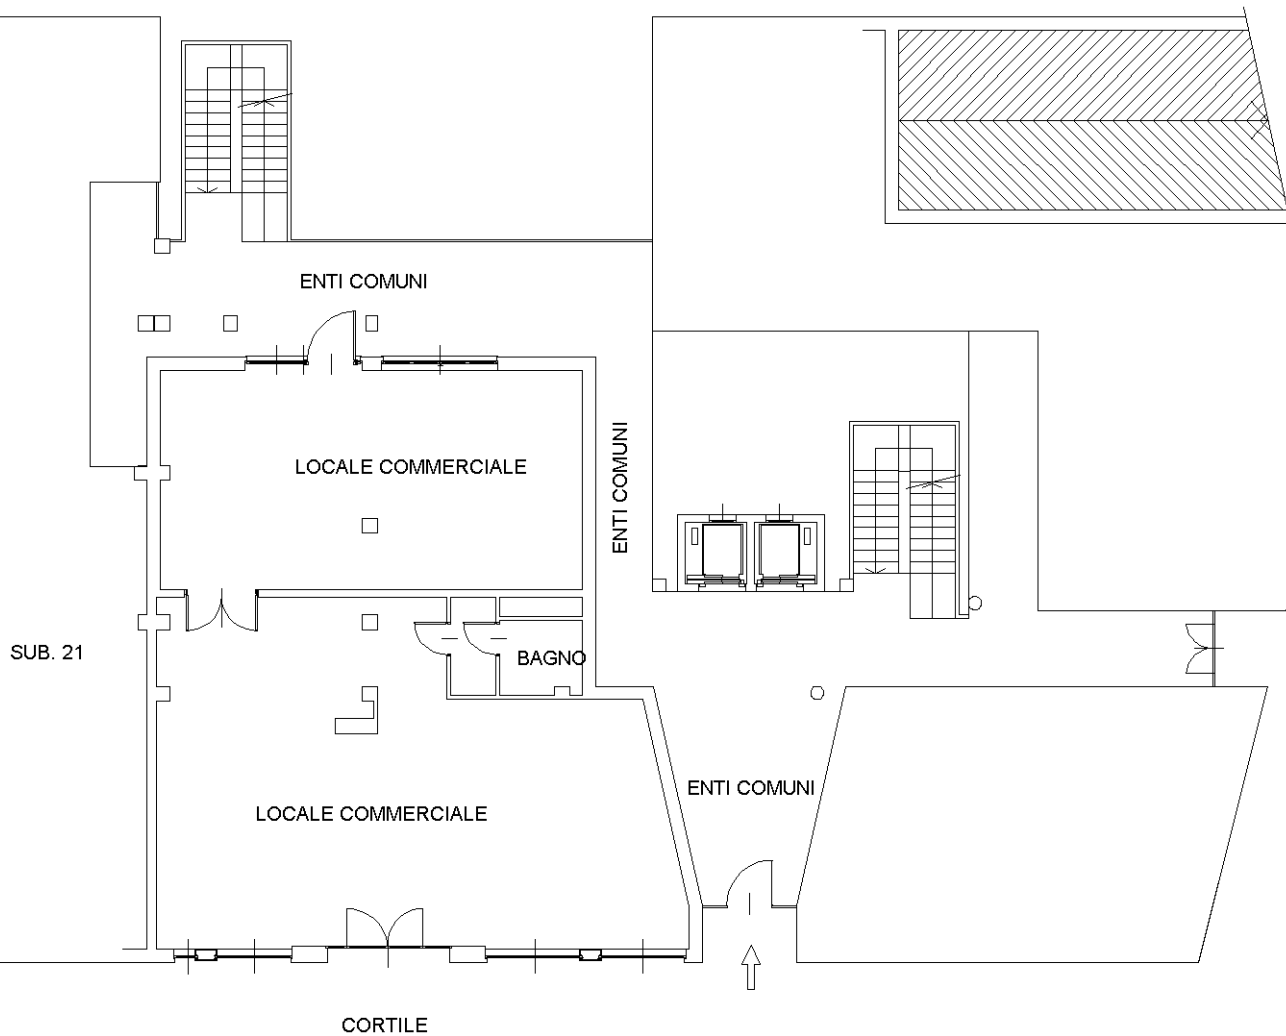 ENTI COMUNI
LOCALE COMMERCIALE
ENTI COMUNI
SUB. 21
BAGNO
ENTI COMUNI
LOCALE COMMERCIALE
CORTILE